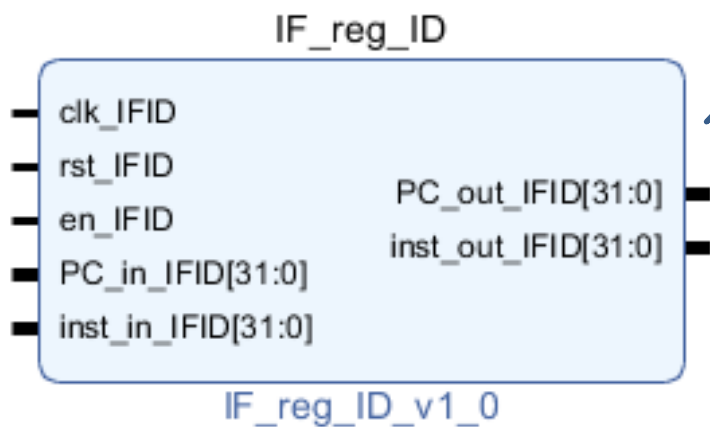 IF_reg_ID
clk_IFID
rst_IFID
en_IFID
PC_in_IFID[31:0]
inst_in_IFID[31:0]
PC_out_IFID[31:0]
inst_out_IFID[31:0]
IF_reg_ID_v1_0